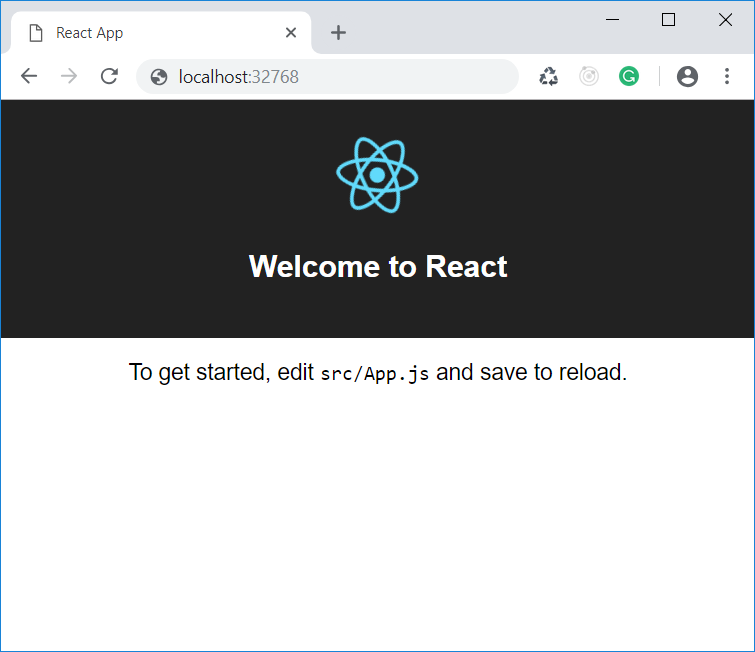 React App
localhost:32768
Welcome to React
To get started, edit src/App.js and save to reload.